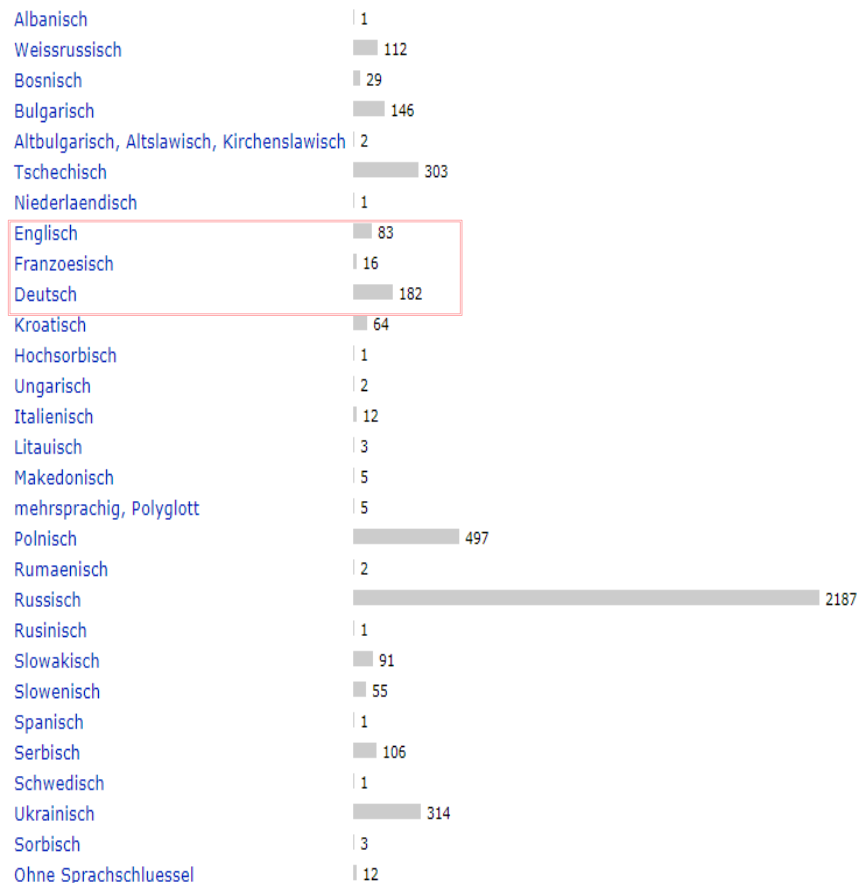 Albanisch 1
Weissrussisch 112
Bosnisch 29
Bulgarisch 146
Altbulgarisch, Altslawisch, Kirchenslawisch 2
Tschechisch 303
Niederlaendisch 1
Englisch 83
Franzoesisch 16
Deutsch 182
Kroatisch 64
Hochsorbisch 1
Ungarisch 2
Italienisch 12
Litauisch 3
Makedonisch 5
mehrsprachig, Polyglott 5
Polnisch 497
Rumaenisch 2
Russisch 2187
Rusinisch 1
Slowakisch 91
Slowenisch 55
Spanisch 1
Serbisch 106
Schwedisch 1
Ukrainisch 314
Sorbisch 3
Ohne Sprachschluessel 12